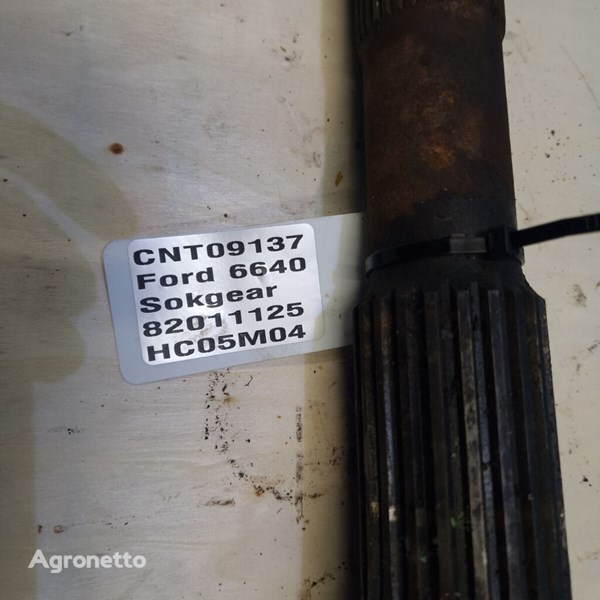 CNT09137
Ford 6640
Sokgear
82011125
HC05M04
Agronetto